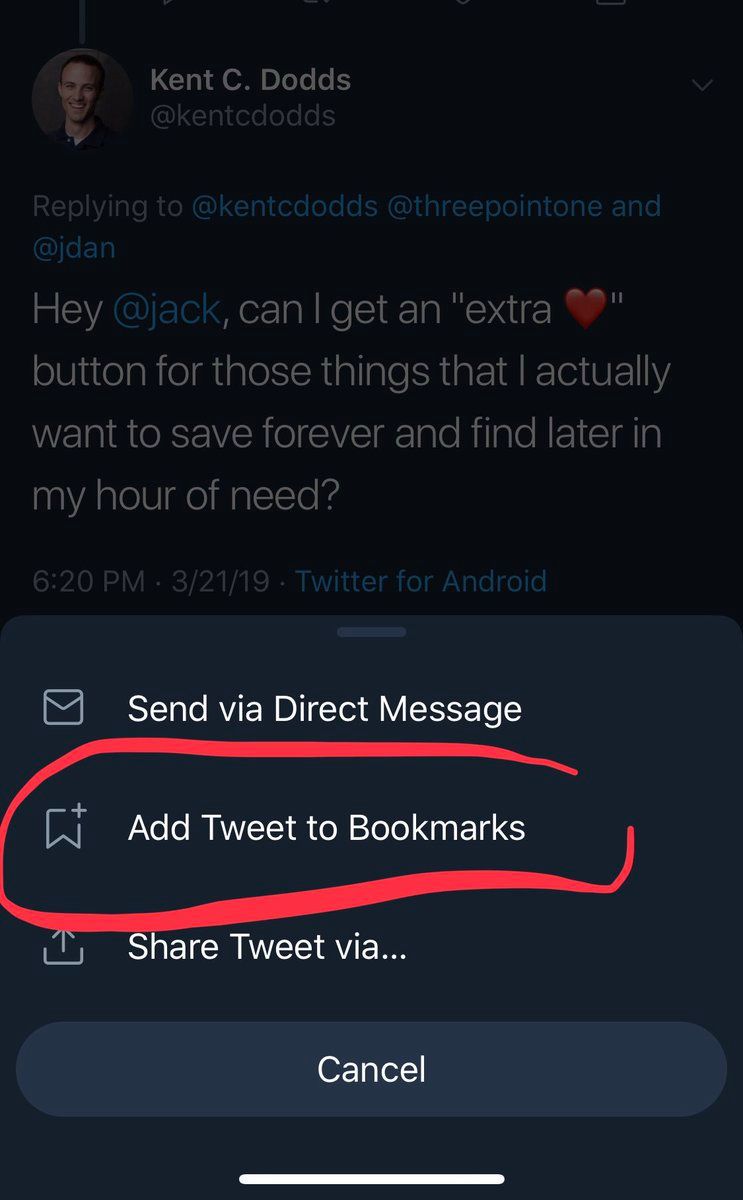 Kent C. Dodds
@kentcdodds
Replying to @kentcdodds @threepointone and
@jdan
Hey @jack, can I get an "extra ❤️"
button for those things that I actually
want to save forever and find later in
my hour of need?
6:20 PM · 3/21/19 · Twitter for Android
Send via Direct Message
Add Tweet to Bookmarks
Share Tweet via...
Cancel